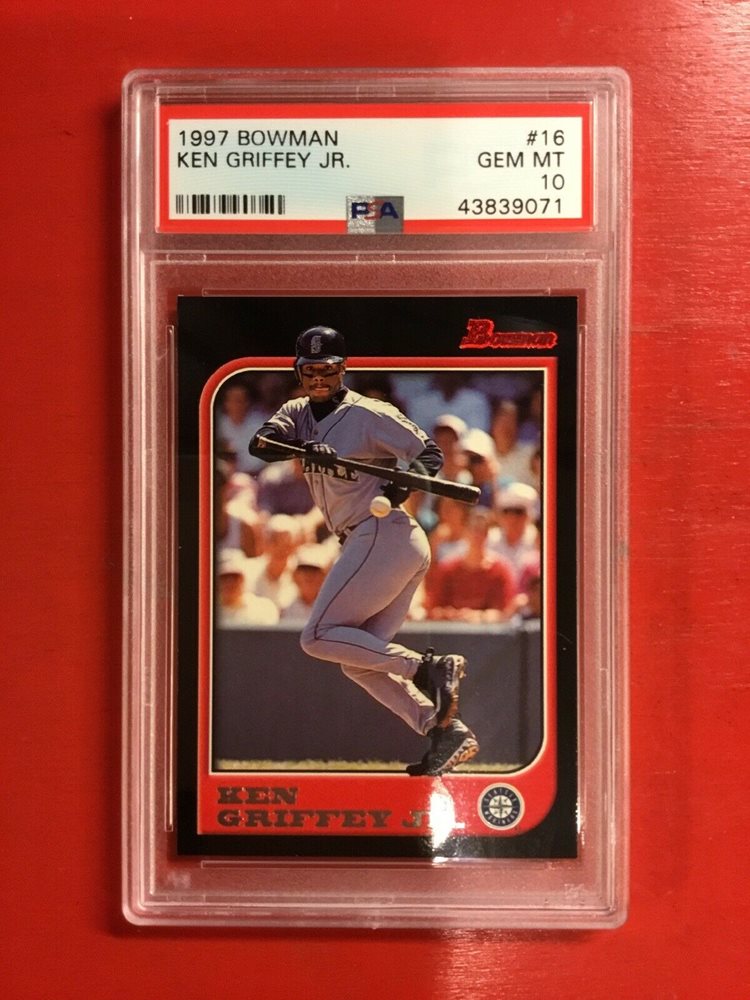 1997 BOWMAN #16
KEN GRIFFEY JR. GEM MT
10
PSA 43839071
Bowman
KEN
GRIFFEY JR.